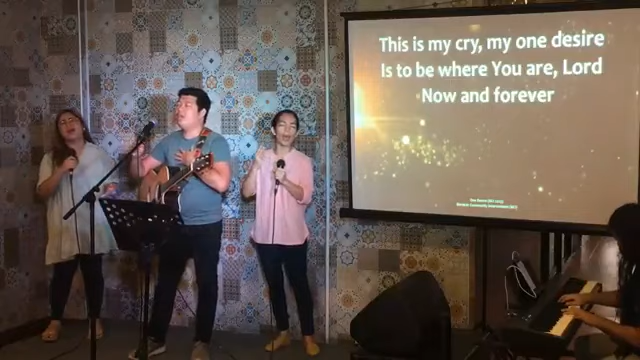 This is my cry, my one desire
Is to be where You are, Lord
Now and forever